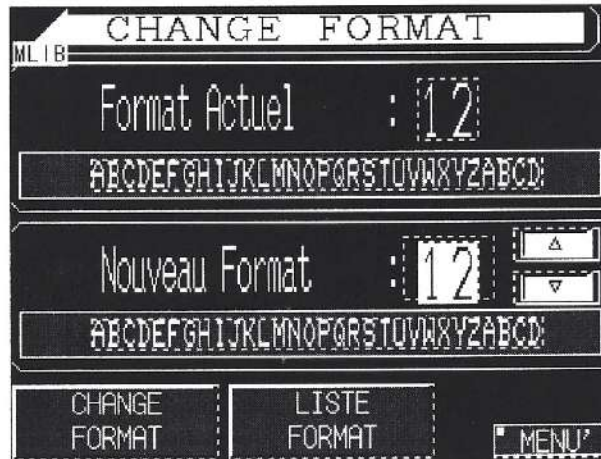 CHANGE FORMAT
MLIB
Format Actuel : 12
ABCDEFGHIJKLMNOPQRSTUVWXYZABCD
Nouveau Format : 12
ABCDEFGHIJKLMNOPQRSTUVWXYZABCD
CHANGE FORMAT
LISTE FORMAT
MENU'